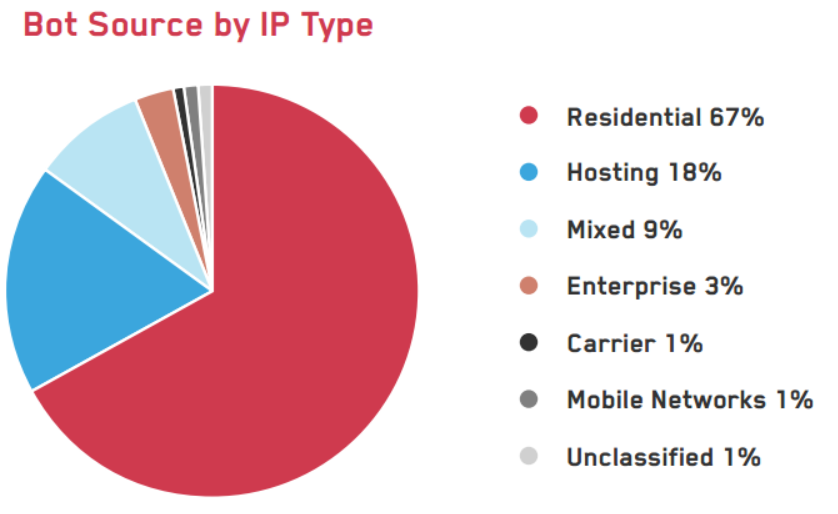 Bot Source by IP Type
Residential 67%
Hosting 18%
Mixed 9%
Enterprise 3%
Carrier 1%
Mobile Networks 1%
Unclassified 1%